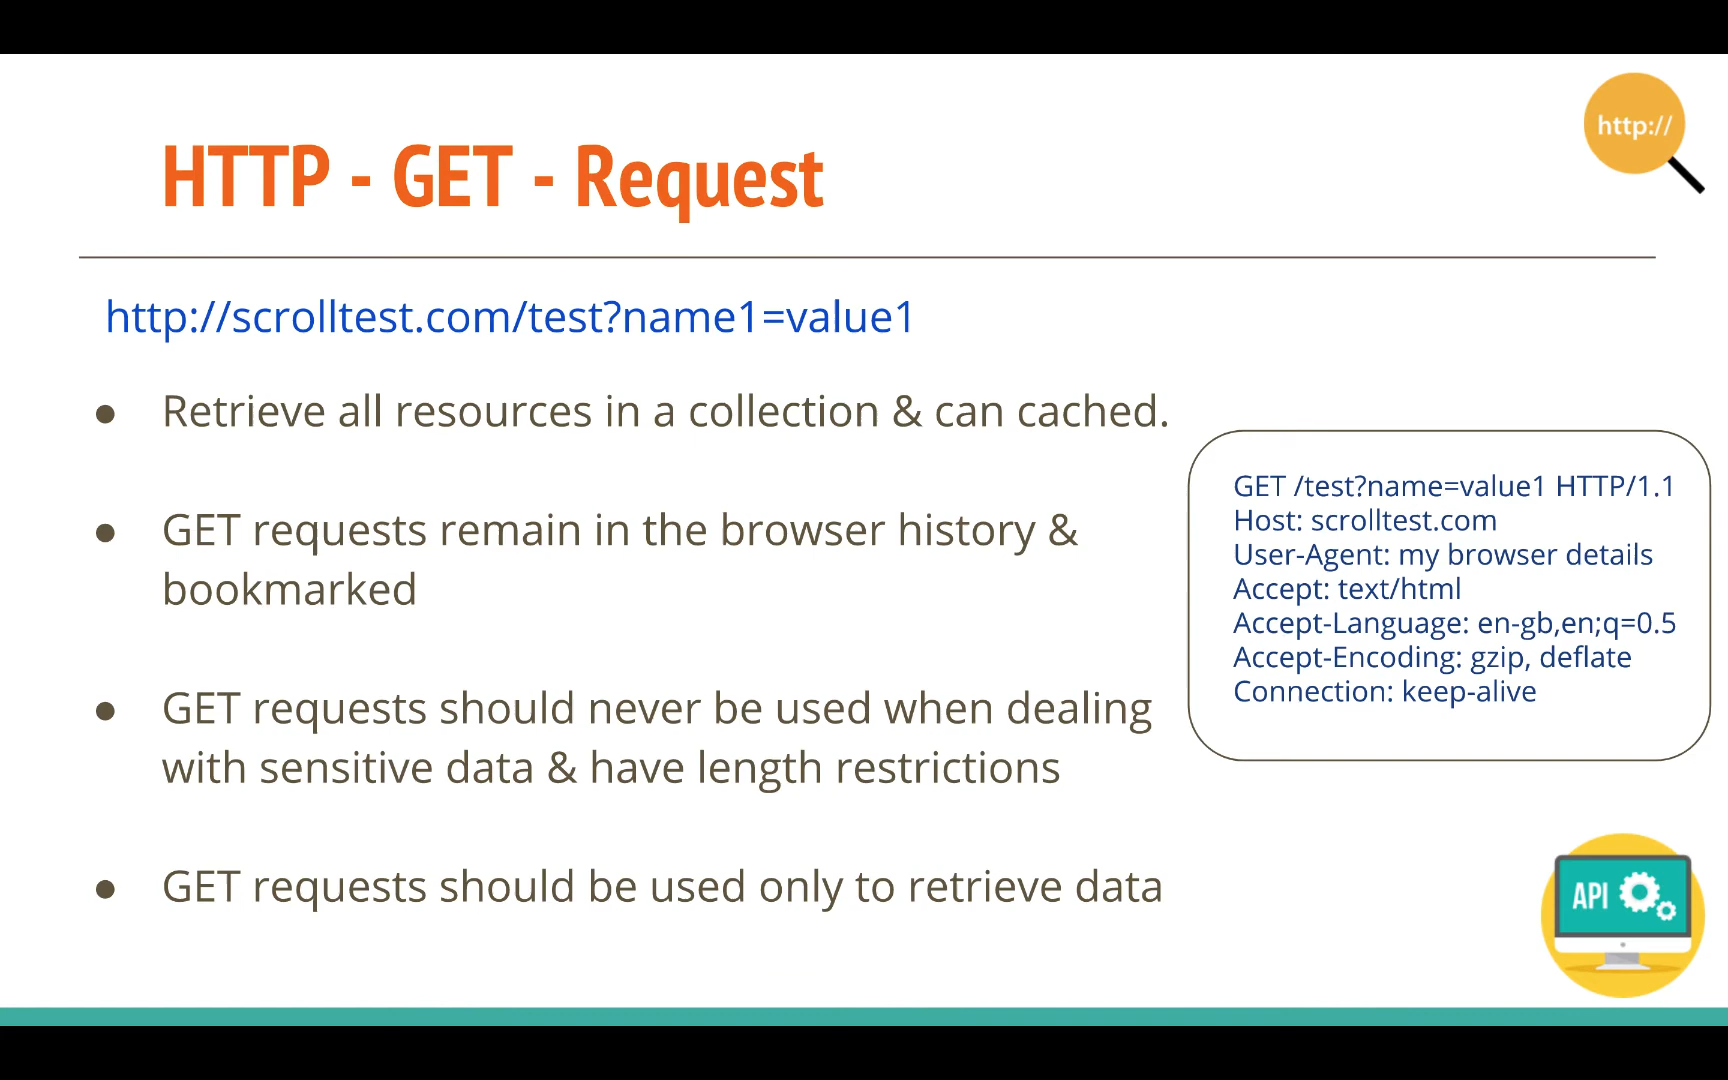 http://
HTTP - GET - Request
http://scrolltest.com/test?name1=value1
● Retrieve all resources in a collection & can cached.
● GET requests remain in the browser history &
bookmarked
● GET requests should never be used when dealing
with sensitive data & have length restrictions
● GET requests should be used only to retrieve data
GET /test?name=value1 HTTP/1.1
Host: scrolltest.com
User-Agent: my browser details
Accept: text/html
Accept-Language: en-gb,en;q=0.5
Accept-Encoding: gzip, deflate
Connection: keep-alive
API